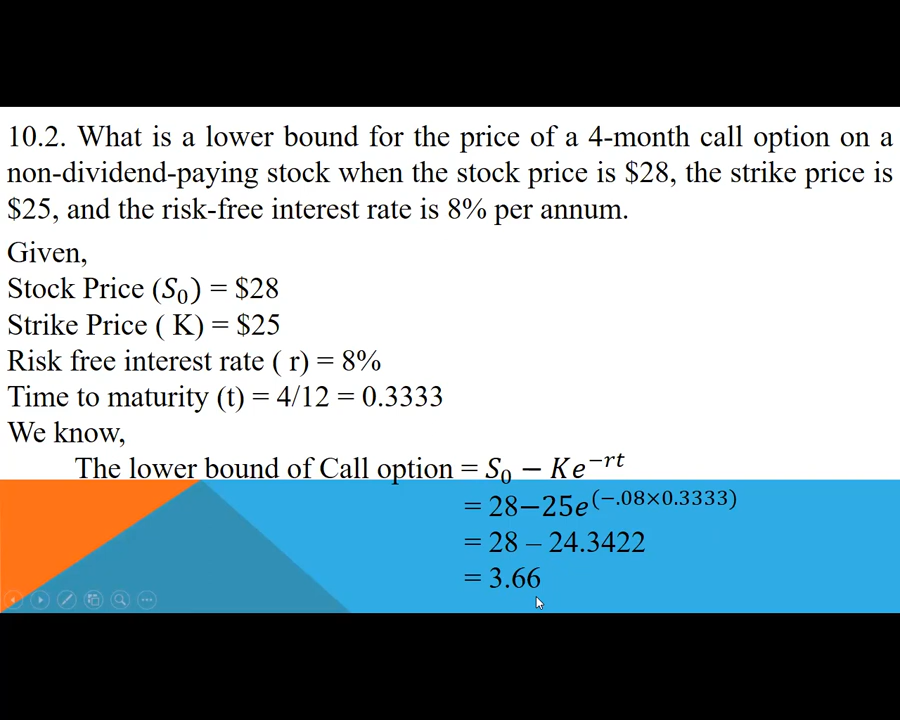 10.2. What is a lower bound for the price of a 4-month call option on a
non-dividend-paying stock when the stock price is $28, the strike price is
$25, and the risk-free interest rate is 8% per annum.
Given,
Stock Price (𝑆₀) = $28
Strike Price ( K) = $25
Risk free interest rate ( r) = 8%
Time to maturity (t) = 4/12 = 0.3333
We know,
The lower bound of Call option = 𝑆₀ − 𝐾𝑒^{−𝑟𝑡}
= 28−25𝑒^{(−.08×0.3333)}
= 28 – 24.3422
= 3.66